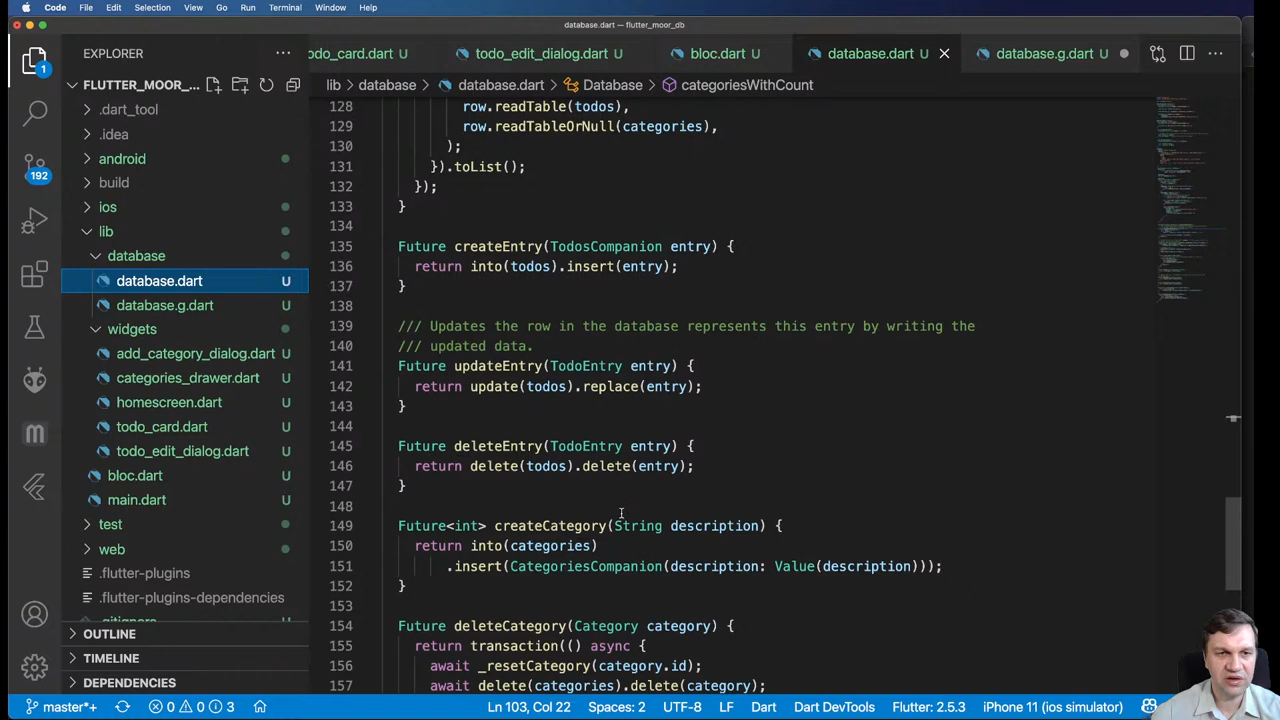 Code File Edit Selection View Go Run Terminal Window Help
database.dart — flutter_moor_db
EXPLORER
odo_card.dart U todo_edit_dialog.dart U bloc.dart U database.dart U database.g.dart U
FLUTTER_MOOR_...
lib database database.dart Database categoriesWithCount
1
192
.dart_tool
.idea
android
build
ios
lib
database
database.dart U
database.g.dart U
widgets
add_category_dialog.dart U
categories_drawer.dart U
homescreen.dart U
todo_card.dart U
todo_edit_dialog.dart U
bloc.dart U
main.dart U
test
web
.flutter-plugins
.flutter-plugins-dependencies
.gitignore U
OUTLINE
TIMELINE
DEPENDENCIES
128 row.readTable(todos),
129 row.readTableOrNull(categories),
130 );
131 }).toList();
132 });
133 }
134
135 Future createEntry(TodosCompanion entry) {
136 return into(todos).insert(entry);
137 }
138
139 /// Updates the row in the database represents this entry by writing the
140 /// updated data.
141 Future updateEntry(TodoEntry entry) {
142 return update(todos).replace(entry);
143 }
144
145 Future deleteEntry(TodoEntry entry) {
146 return delete(todos).delete(entry);
147 }
148
149 Future<int> createCategory(String description) {
150 return into(categories)
151 .insert(CategoriesCompanion(description: Value(description)));
152 }
153
154 Future deleteCategory(Category category) {
155 return transaction(() async {
156 await _resetCategory(category.id);
157 await delete(categories).delete(category);
master*+ 0 0 3 Ln 103, Col 22 Spaces: 2 UTF-8 LF Dart Dart DevTools Flutter: 2.5.3 iPhone 11 (ios simulator)